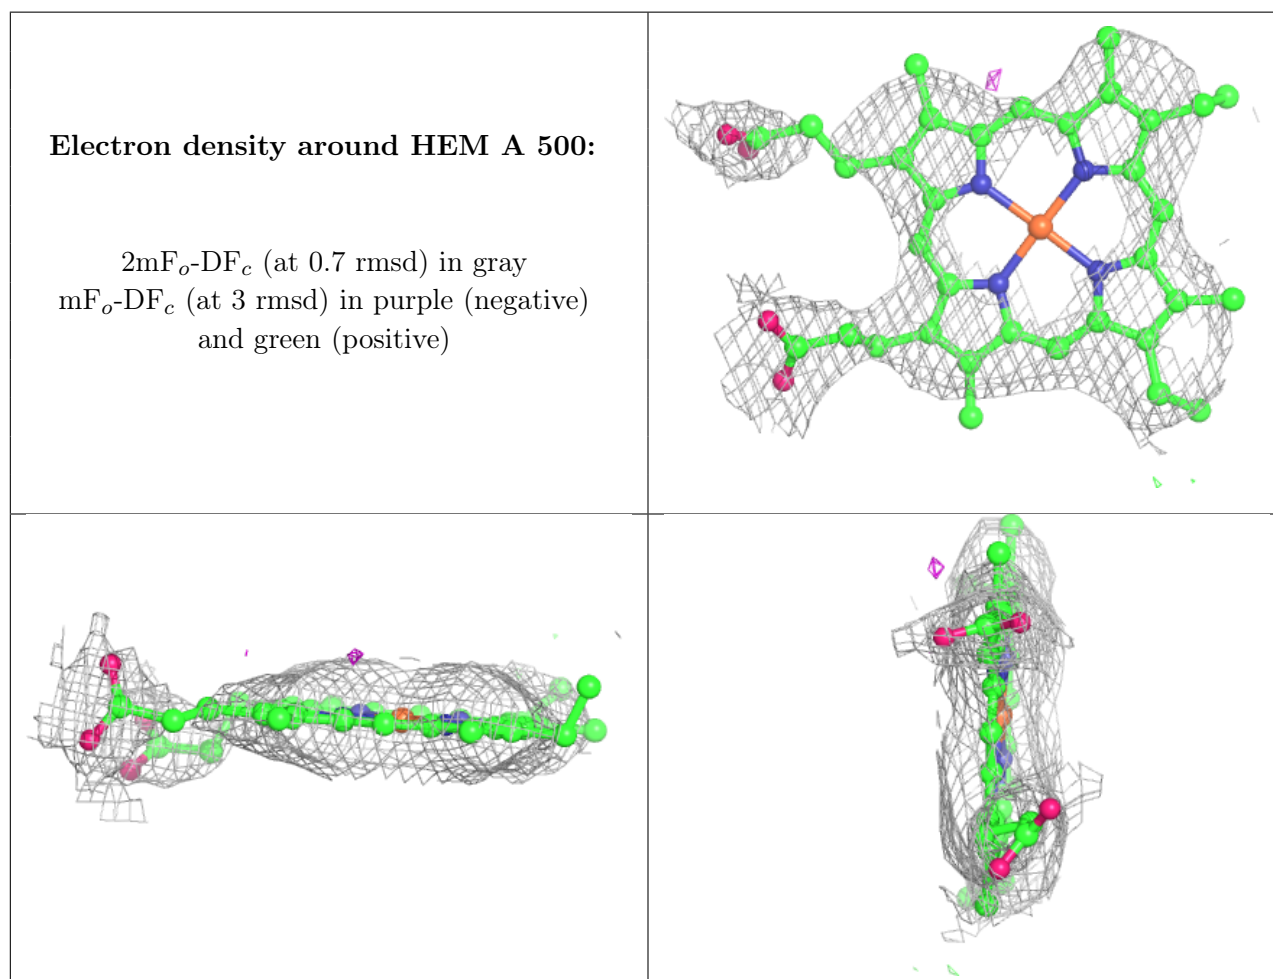 Electron density around HEM A 500:
2mFo-DFc (at 0.7 rmsd) in gray
mFo-DFc (at 3 rmsd) in purple (negative)
and green (positive)